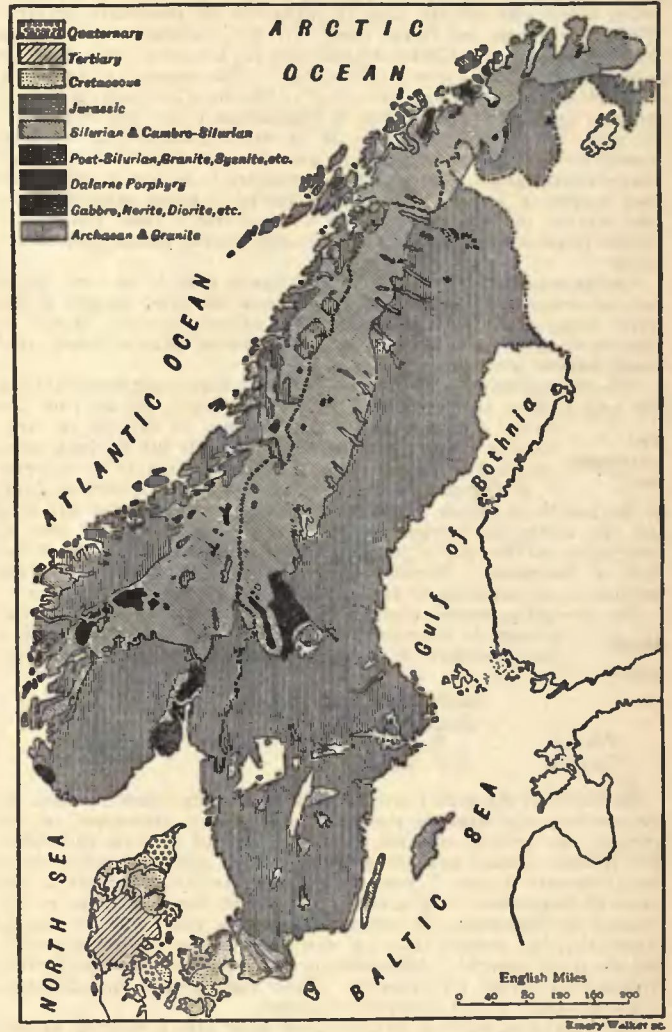 ARCTIC
OCEAN
Quaternary
Tertiary
Cretaceous
Jurassic
Silurian & Cambro-Silurian
Post-Silurian, Granite, Syenite, etc.
Dalarne Porphyry
Gabbro, Norite, Diorite, etc.
Archaean & Granite
ATLANTIC OCEAN
Gulf of Bothnia
NORTH SEA
BALTIC SEA
English Miles
0 40 80 120 160 200
Emery Walker sc.